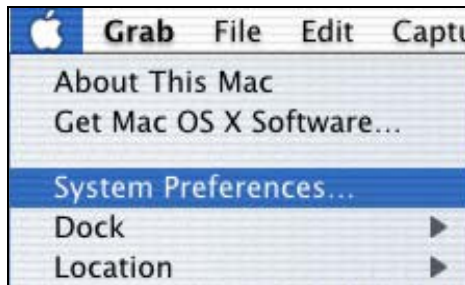 Grab File Edit Captu
About This Mac
Get Mac OS X Software...
System Preferences...
Dock
Location